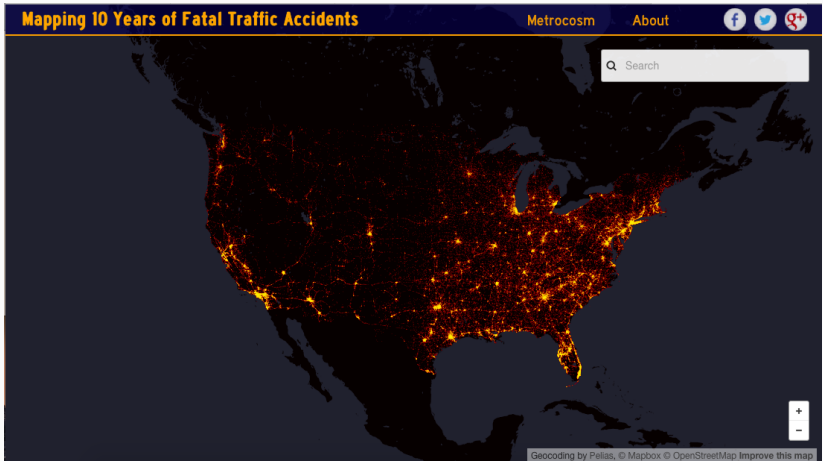 Mapping 10 Years of Fatal Traffic Accidents Metrocosm About f g+
Search
+
−
Geocoding by Pelias, © Mapbox © OpenStreetMap Improve this map